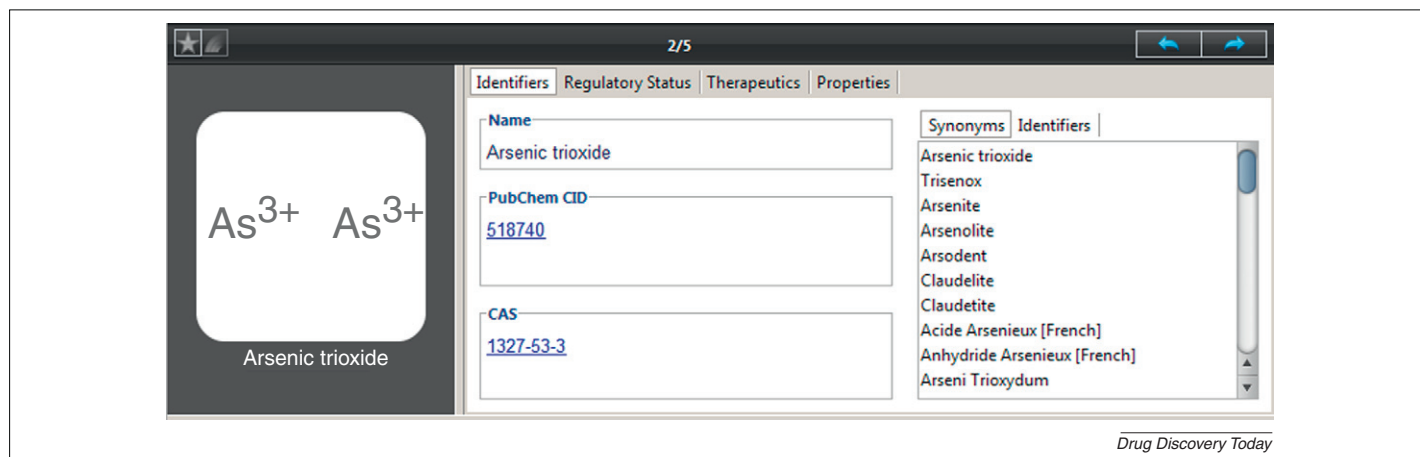 2/5
Identifiers Regulatory Status Therapeutics Properties
As3+ As3+
Arsenic trioxide
Name
Arsenic trioxide
PubChem CID
518740
CAS
1327-53-3
Synonyms Identifiers
Arsenic trioxide
Trisenox
Arsenite
Arsenolite
Arsodent
Claudelite
Claudetite
Acide Arsenieux [French]
Anhydride Arsenieux [French]
Arseni Trioxydum
Drug Discovery Today